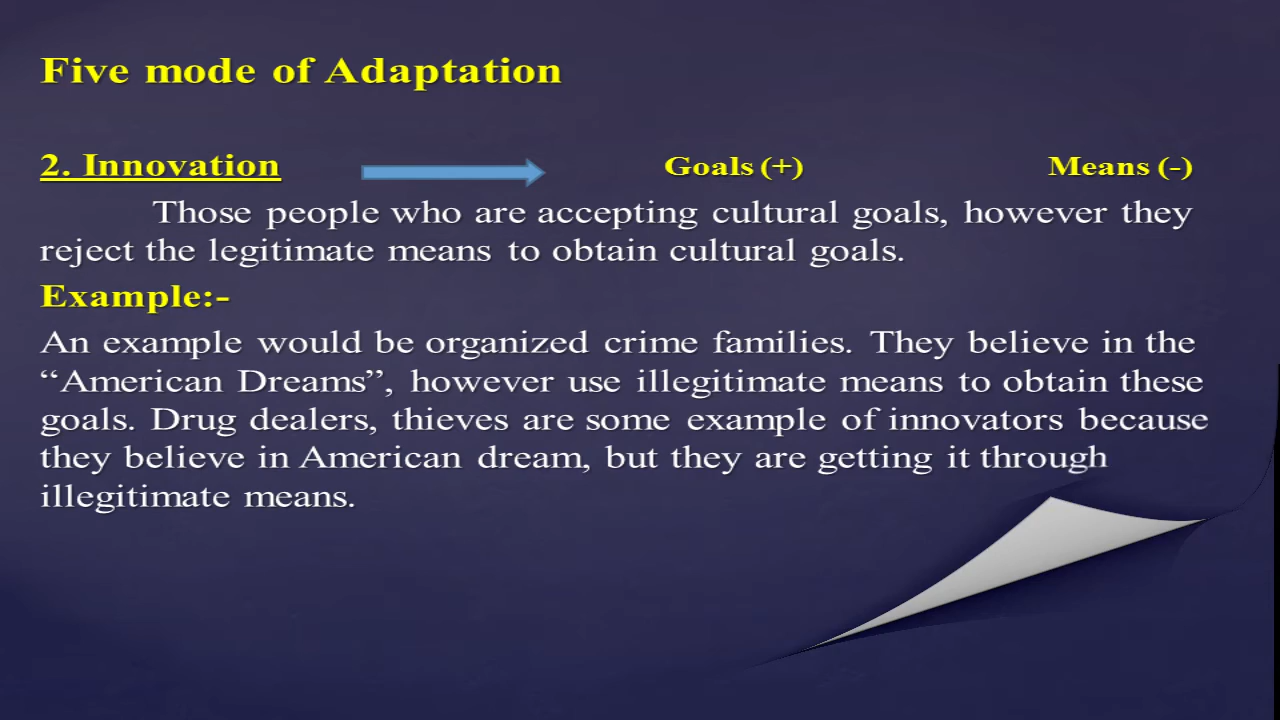 Five mode of Adaptation
2. Innovation Goals (+) Means (-)
Those people who are accepting cultural goals, however they
reject the legitimate means to obtain cultural goals.
Example:-
An example would be organized crime families. They believe in the
“American Dreams”, however use illegitimate means to obtain these
goals. Drug dealers, thieves are some example of innovators because
they believe in American dream, but they are getting it through
illegitimate means.